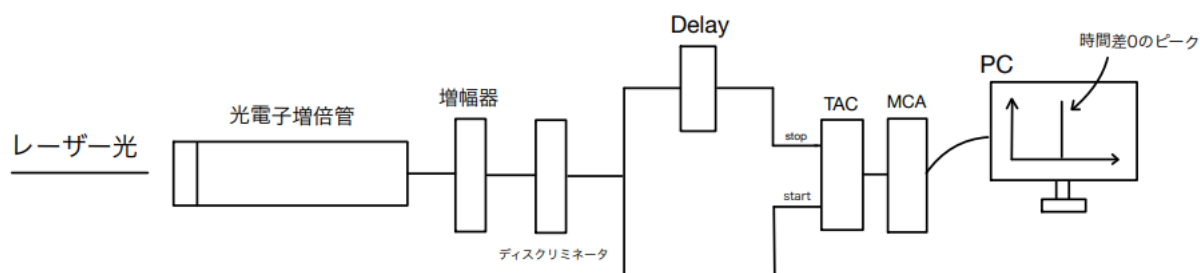 レーザー光
光電子増倍管
増幅器
ディスクリミネータ
Delay
stop
start
TAC
MCA
PC
時間差0のピーク